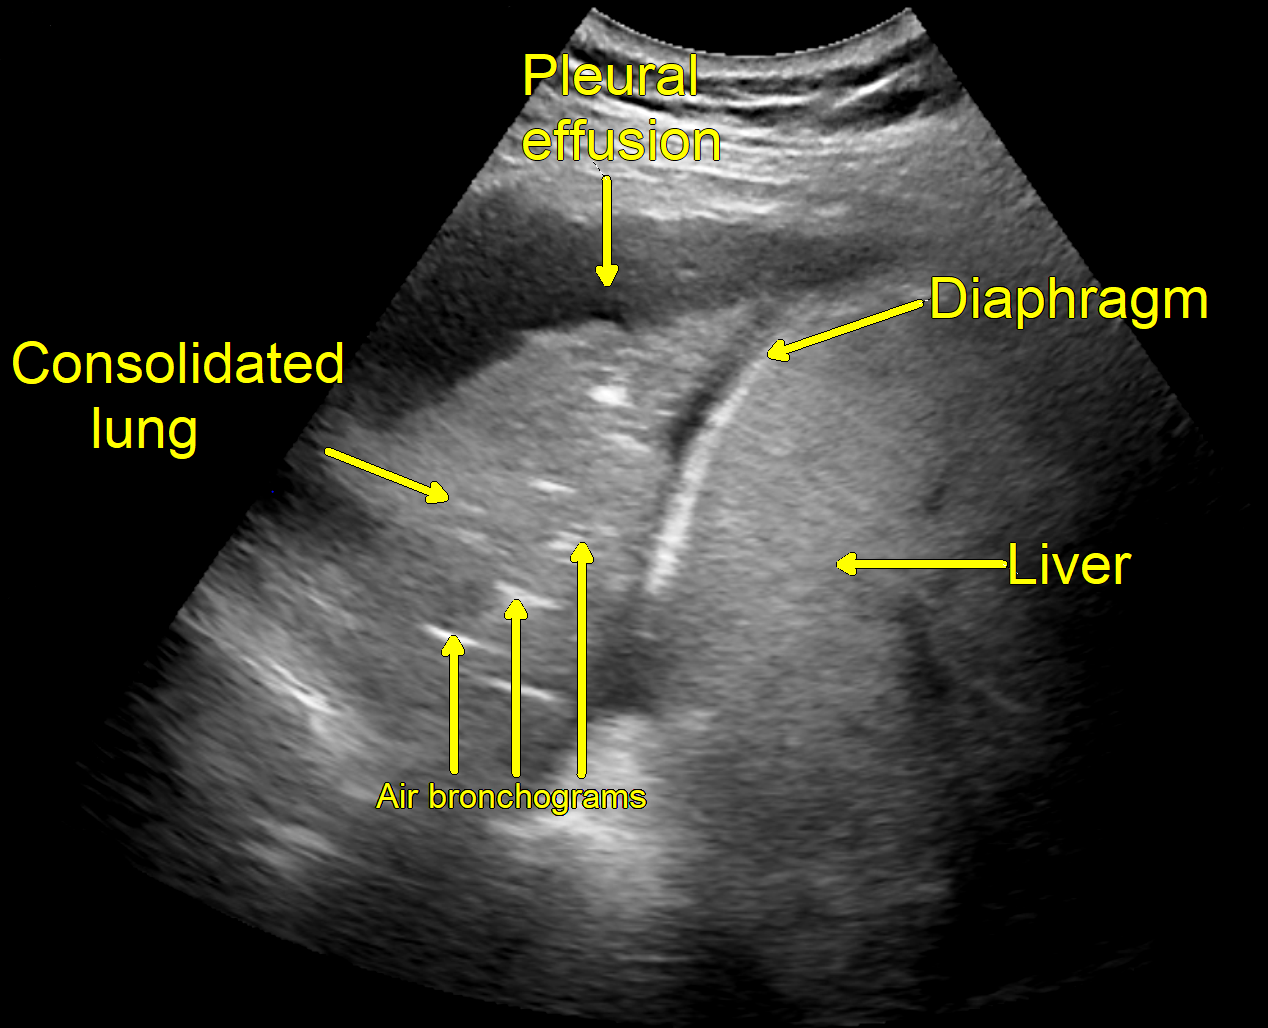 Pleural
effusion
Diaphragm
Consolidated
lung
Liver
Air bronchograms